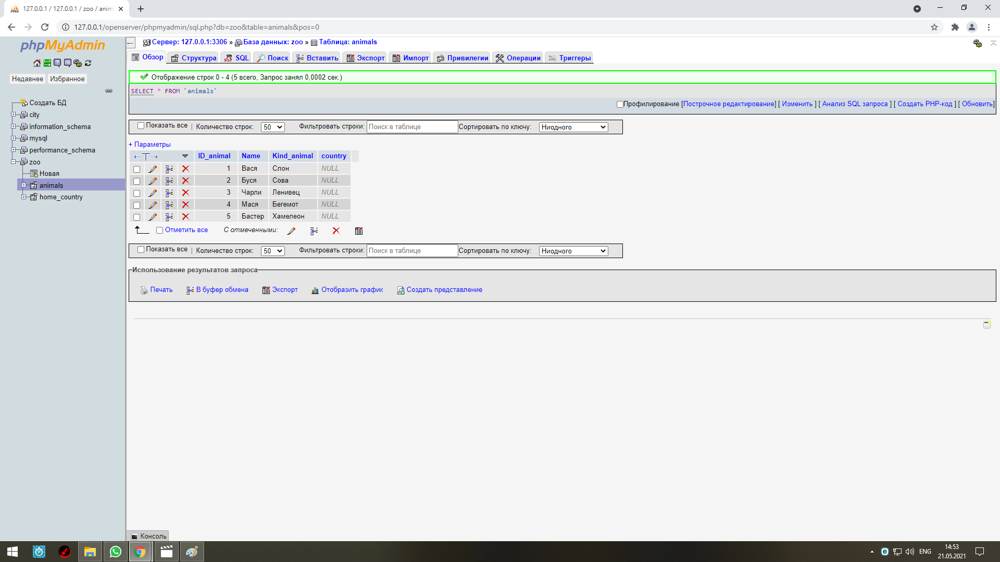 127.0.0.1 / 127.0.0.1 / zoo / anim
127.0.0.1/openserver/phpmyadmin/sql.php?db=zoo&table=animals&pos=0
phpMyAdmin
Недавнее Избранное
Создать БД
city
information_schema
mysql
performance_schema
zoo
Новая
animals
home_country
Сервер: 127.0.0.1:3306 » База данных: zoo » Таблица: animals
Обзор Структура SQL Поиск Вставить Экспорт Импорт Привилегии Операции Триггеры
Отображение строк 0 - 4 (5 всего, Запрос занял 0,0002 сек.)
SELECT * FROM `animals`
Профилирование [Построчное редактирование] [ Изменить ] [ Анализ SQL запроса ] [ Создать PHP-код ] [ Обновить]
Показать все | Количество строк: 50 Фильтровать строки: Поиск в таблице Сортировать по ключу: Ниодного
+ Параметры
←T→ ID_animal Name Kind_animal country
1 Вася Слон NULL
2 Буся Сова NULL
3 Чарли Ленивец NULL
4 Мася Бегемот NULL
5 Бастер Хамелеон NULL
Отметить все С отмеченными:
Показать все | Количество строк: 50 Фильтровать строки: Поиск в таблице Сортировать по ключу: Ниодного
Использование результатов запроса
Печать В буфер обмена Экспорт Отобразить график Создать представление
Консоль
ENG
14:53
21.05.2021